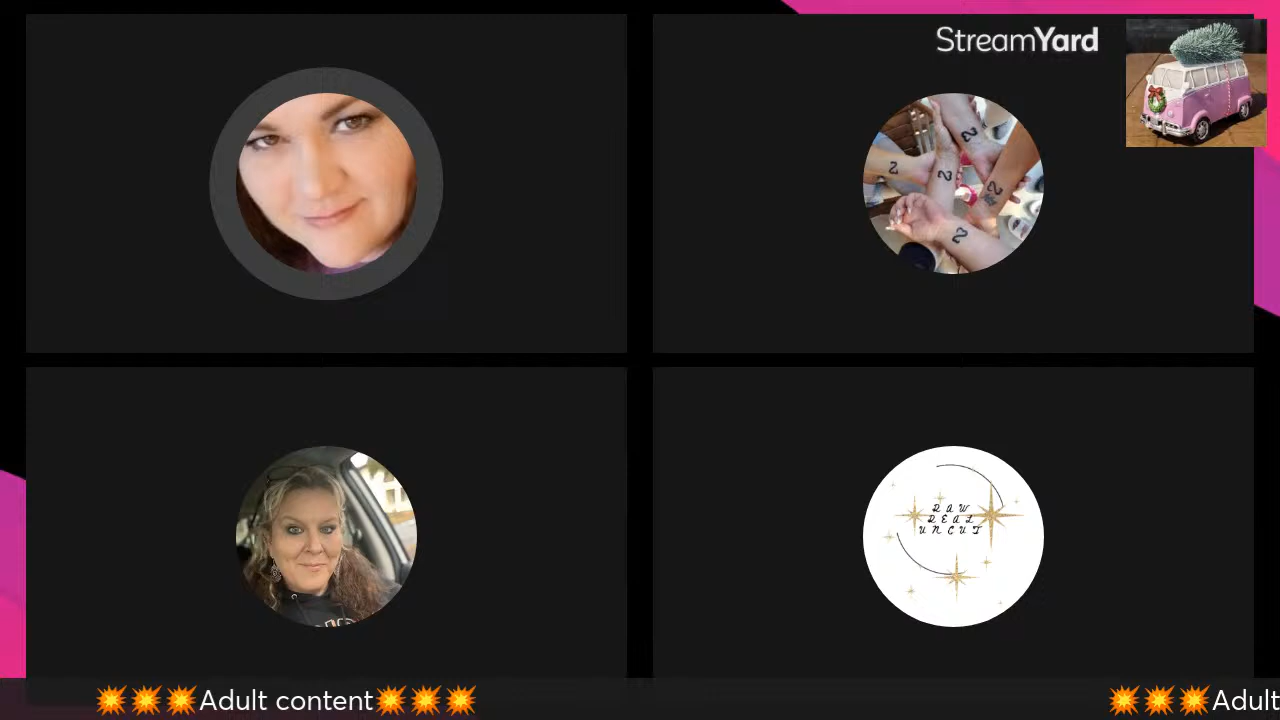 StreamYard
RAW
REAL
UNCUT
💥💥💥Adult content💥💥💥
💥💥💥Adult